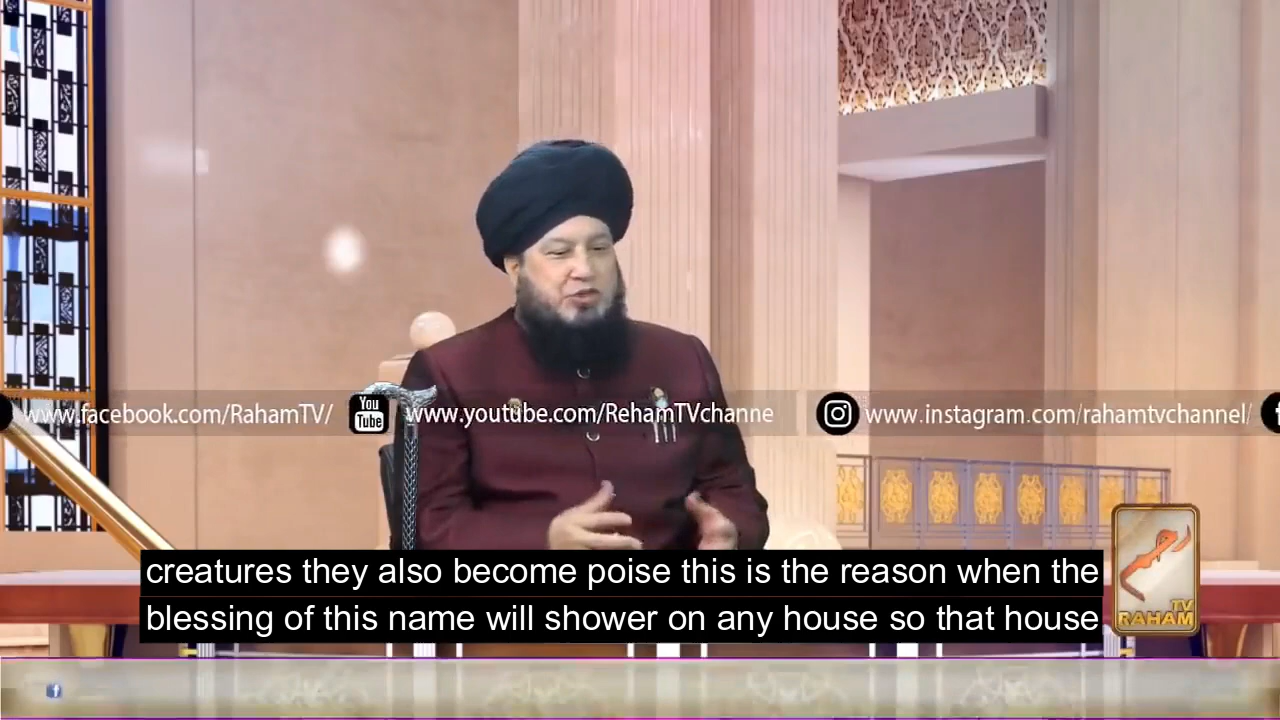 www.facebook.com/RahamTV/
You
Tube
www.youtube.com/RehamTVchanne
www.instagram.com/rahamtvchannel/
creatures they also become poise this is the reason when the
blessing of this name will shower on any house so that house
رحم
TV
RAHAM